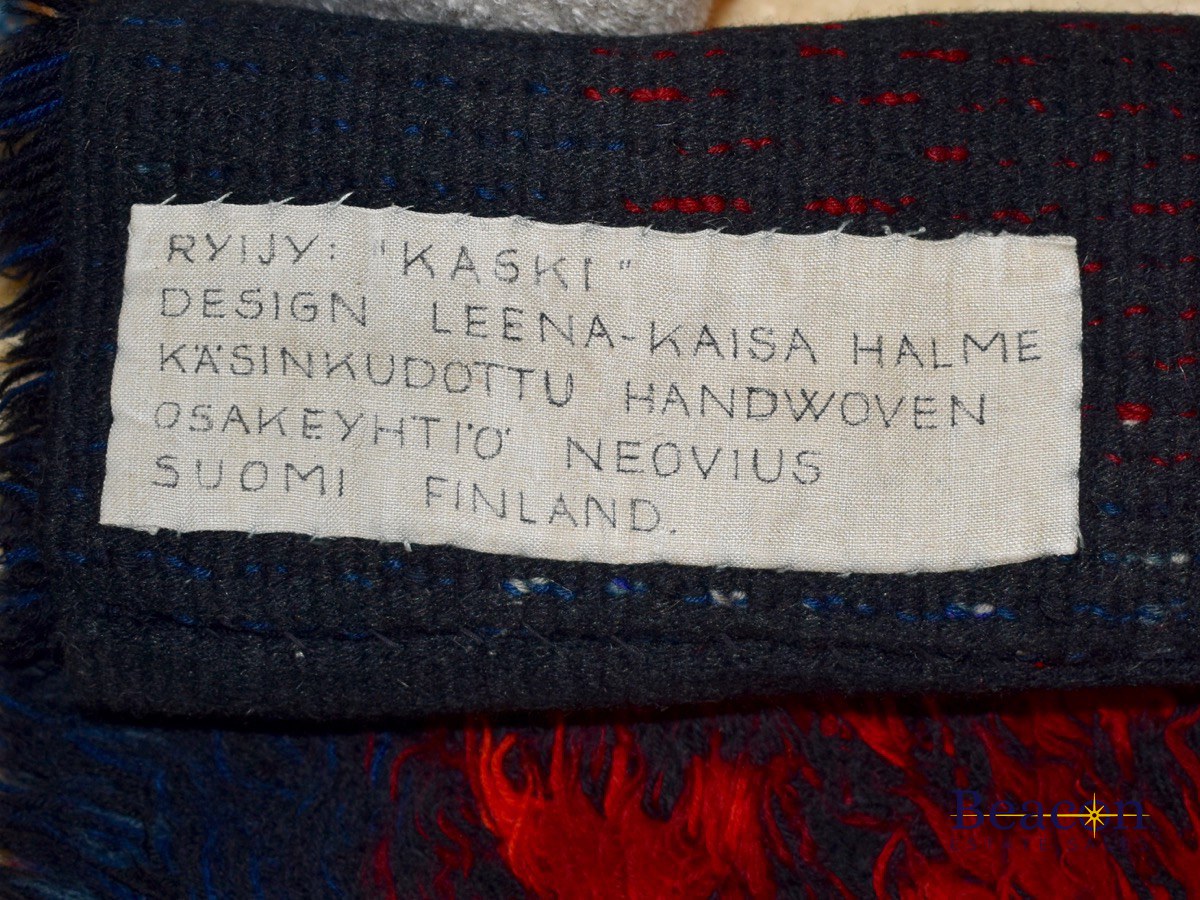 RYIJY: "KASKI"
DESIGN LEENA-KAISA HALME
KÄSINKUDOTTU HANDWOVEN
OSAKEYHTIÖ NEOVIUS
SUOMI FINLAND.
Beacon